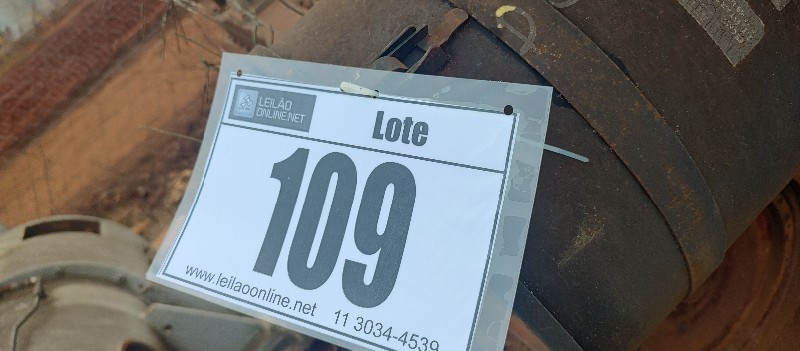 LEILÃO
ONLINE.NET
Lote
109
www.leilaoonline.net
11 3034-4539